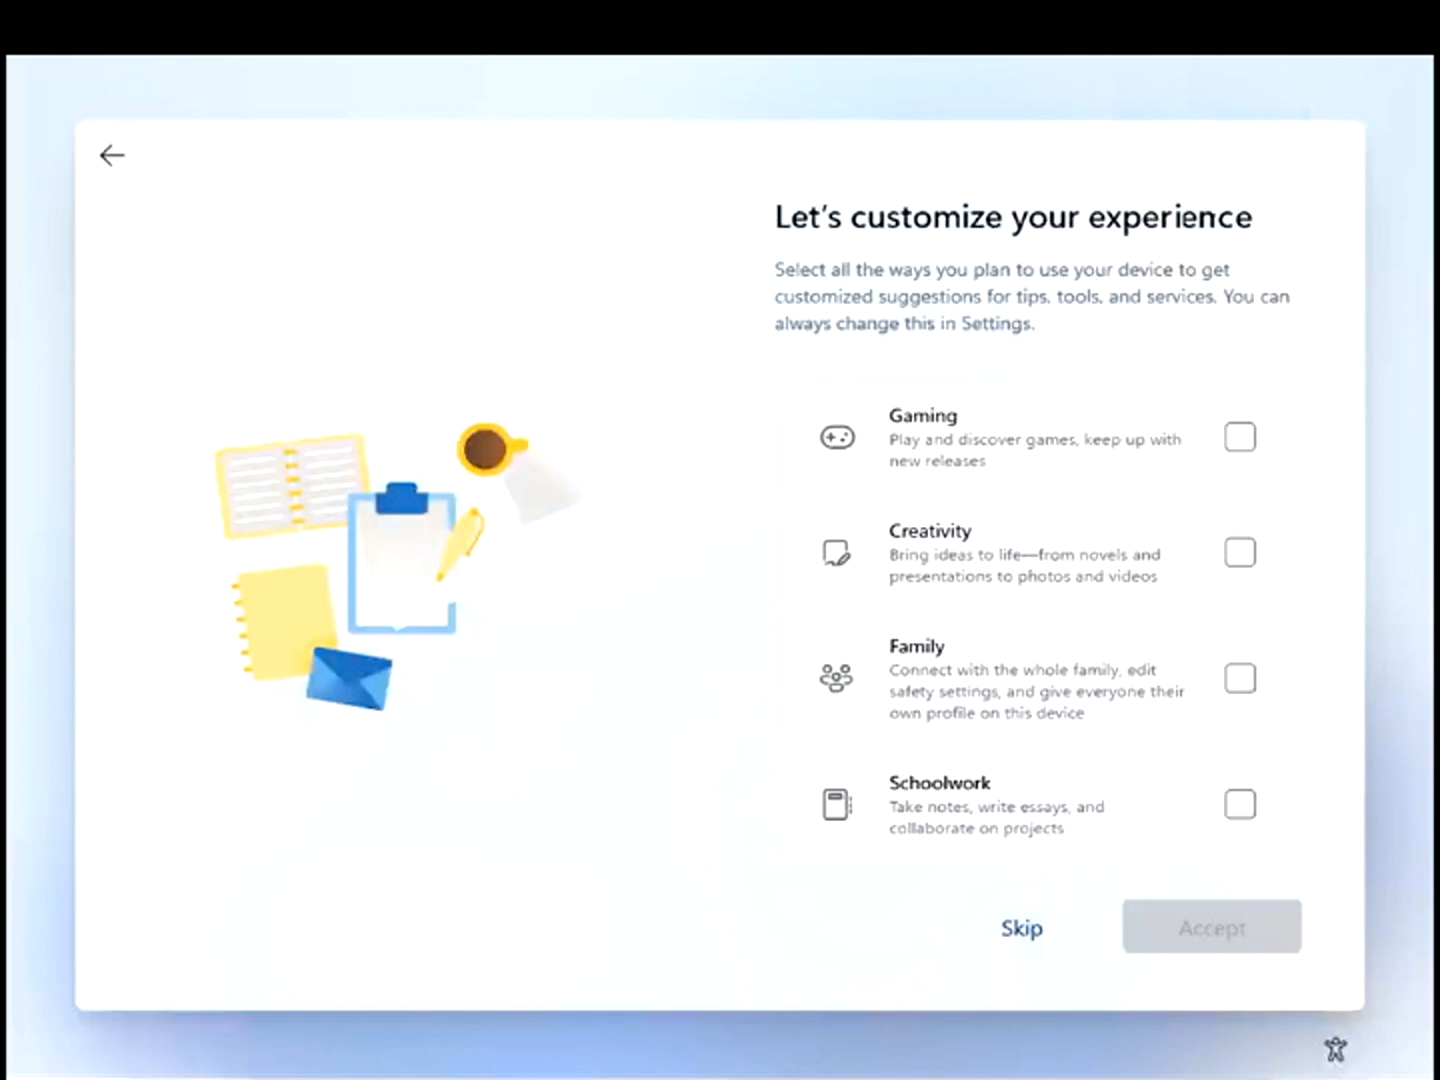 Let's customize your experience
Select all the ways you plan to use your device to get
customized suggestions for tips, tools, and services. You can
always change this in Settings.
Gaming
Play and discover games, keep up with
new releases
Creativity
Bring ideas to life—from novels and
presentations to photos and videos
Family
Connect with the whole family, edit
safety settings, and give everyone their
own profile on this device
Schoolwork
Take notes, write essays, and
collaborate on projects
Skip
Accept